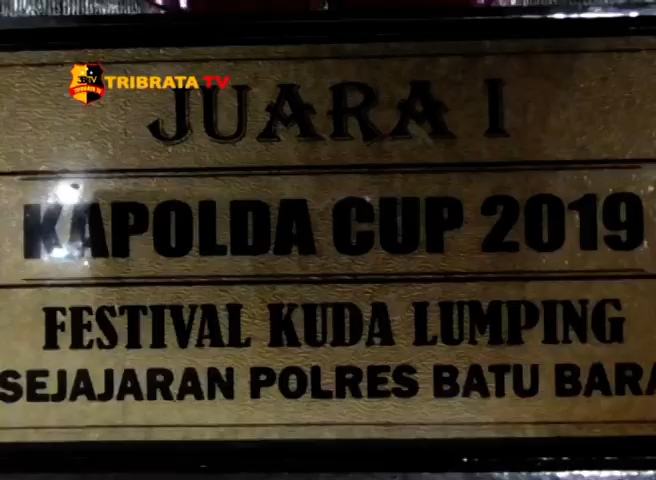 TRIBRATA TV
JUARA I
KAPOLDA CUP 2019
FESTIVAL KUDA LUMPING
SEJAJARAN POLRES BATU BARA